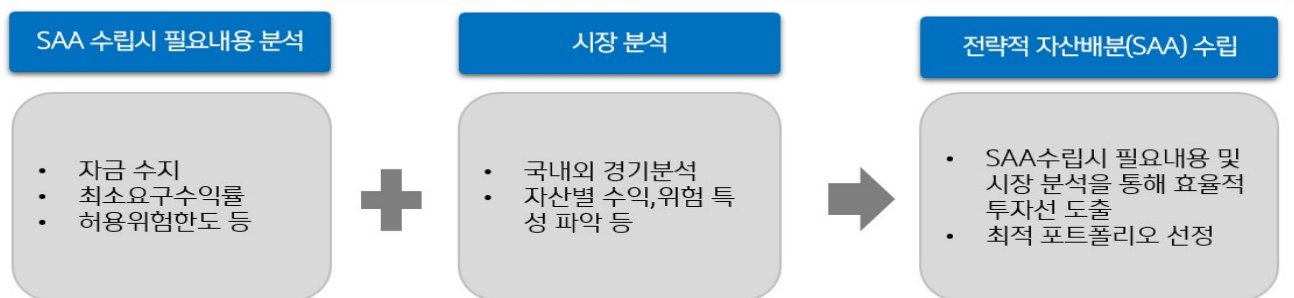 SAA 수립시 필요내용 분석
• 자금 수지
• 최소요구수익률
• 허용위험한도 등
시장 분석
• 국내외 경기분석
• 자산별 수익,위험 특
성 파악 등
전략적 자산배분(SAA) 수립
• SAA수립시 필요내용 및
시장 분석을 통해 효율적
투자선 도출
• 최적 포트폴리오 선정